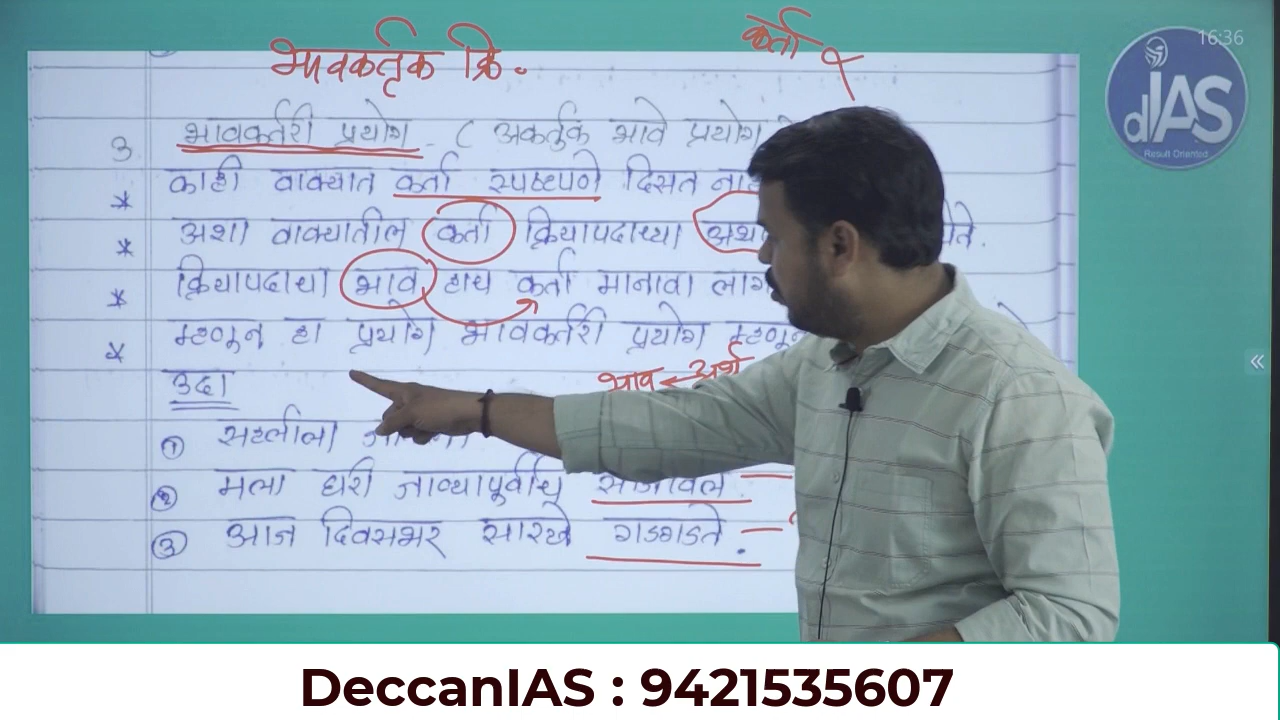 भावकर्तृक क्रि.
कर्ता
16:36
dIAS
Result Oriented
3 भावकर्तरी प्रयोग ( अकर्तृक भावे प्रयोग
* काही वाक्यात कर्ता स्पष्टपणे दिसत
* अशा वाक्यातील कर्ता क्रियापदाच्या
* क्रियापदाचा भाव हाच कर्ता मानावा
* म्हणून हा प्रयोग भावकर्तरी प्रयोग
भाव ← अर्थ
उदा
①
② मला घरी जाण्यापूर्वीच सांजावले.
③ आज दिवसभर सारखे गडगडते.
DeccanIAS : 9421535607